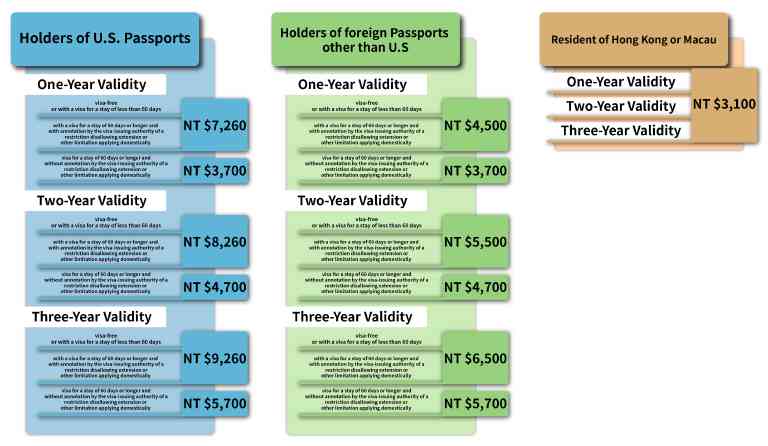 Holders of U.S. Passports
One-Year Validity
visa-free
or with a visa for a stay of less than 60 days
with a visa for a stay of 60 days or longer and
with annotation by the visa-issuing authority of a
restriction disallowing extension or
other limitation applying domestically
NT $7,260
visa for a stay of 60 days or longer and
without annotation by the visa-issuing authority of a
restriction disallowing extension or
other limitation applying domestically
NT $3,700
Two-Year Validity
visa-free
or with a visa for a stay of less than 60 days
with a visa for a stay of 60 days or longer and
with annotation by the visa-issuing authority of a
restriction disallowing extension or
other limitation applying domestically
NT $8,260
visa for a stay of 60 days or longer and
without annotation by the visa-issuing authority of a
restriction disallowing extension or
other limitation applying domestically
NT $4,700
Three-Year Validity
visa-free
or with a visa for a stay of less than 60 days
with a visa for a stay of 60 days or longer and
with annotation by the visa-issuing authority of a
restriction disallowing extension or
other limitation applying domestically
NT $9,260
visa for a stay of 60 days or longer and
without annotation by the visa-issuing authority of a
restriction disallowing extension or
other limitation applying domestically
NT $5,700
Holders of foreign Passports
other than U.S
One-Year Validity
visa-free
or with a visa for a stay of less than 60 days
with a visa for a stay of 60 days or longer and
with annotation by the visa-issuing authority of a
restriction disallowing extension or
other limitation applying domestically
NT $4,500
visa for a stay of 60 days or longer and
without annotation by the visa-issuing authority of a
restriction disallowing extension or
other limitation applying domestically
NT $3,700
Two-Year Validity
visa-free
or with a visa for a stay of less than 60 days
with a visa for a stay of 60 days or longer and
with annotation by the visa-issuing authority of a
restriction disallowing extension or
other limitation applying domestically
NT $5,500
visa for a stay of 60 days or longer and
without annotation by the visa-issuing authority of a
restriction disallowing extension or
other limitation applying domestically
NT $4,700
Three-Year Validity
visa-free
or with a visa for a stay of less than 60 days
with a visa for a stay of 60 days or longer and
with annotation by the visa-issuing authority of a
restriction disallowing extension or
other limitation applying domestically
NT $6,500
visa for a stay of 60 days or longer and
without annotation by the visa-issuing authority of a
restriction disallowing extension or
other limitation applying domestically
NT $5,700
Resident of Hong Kong or Macau
One-Year Validity
Two-Year Validity
Three-Year Validity
NT $3,100